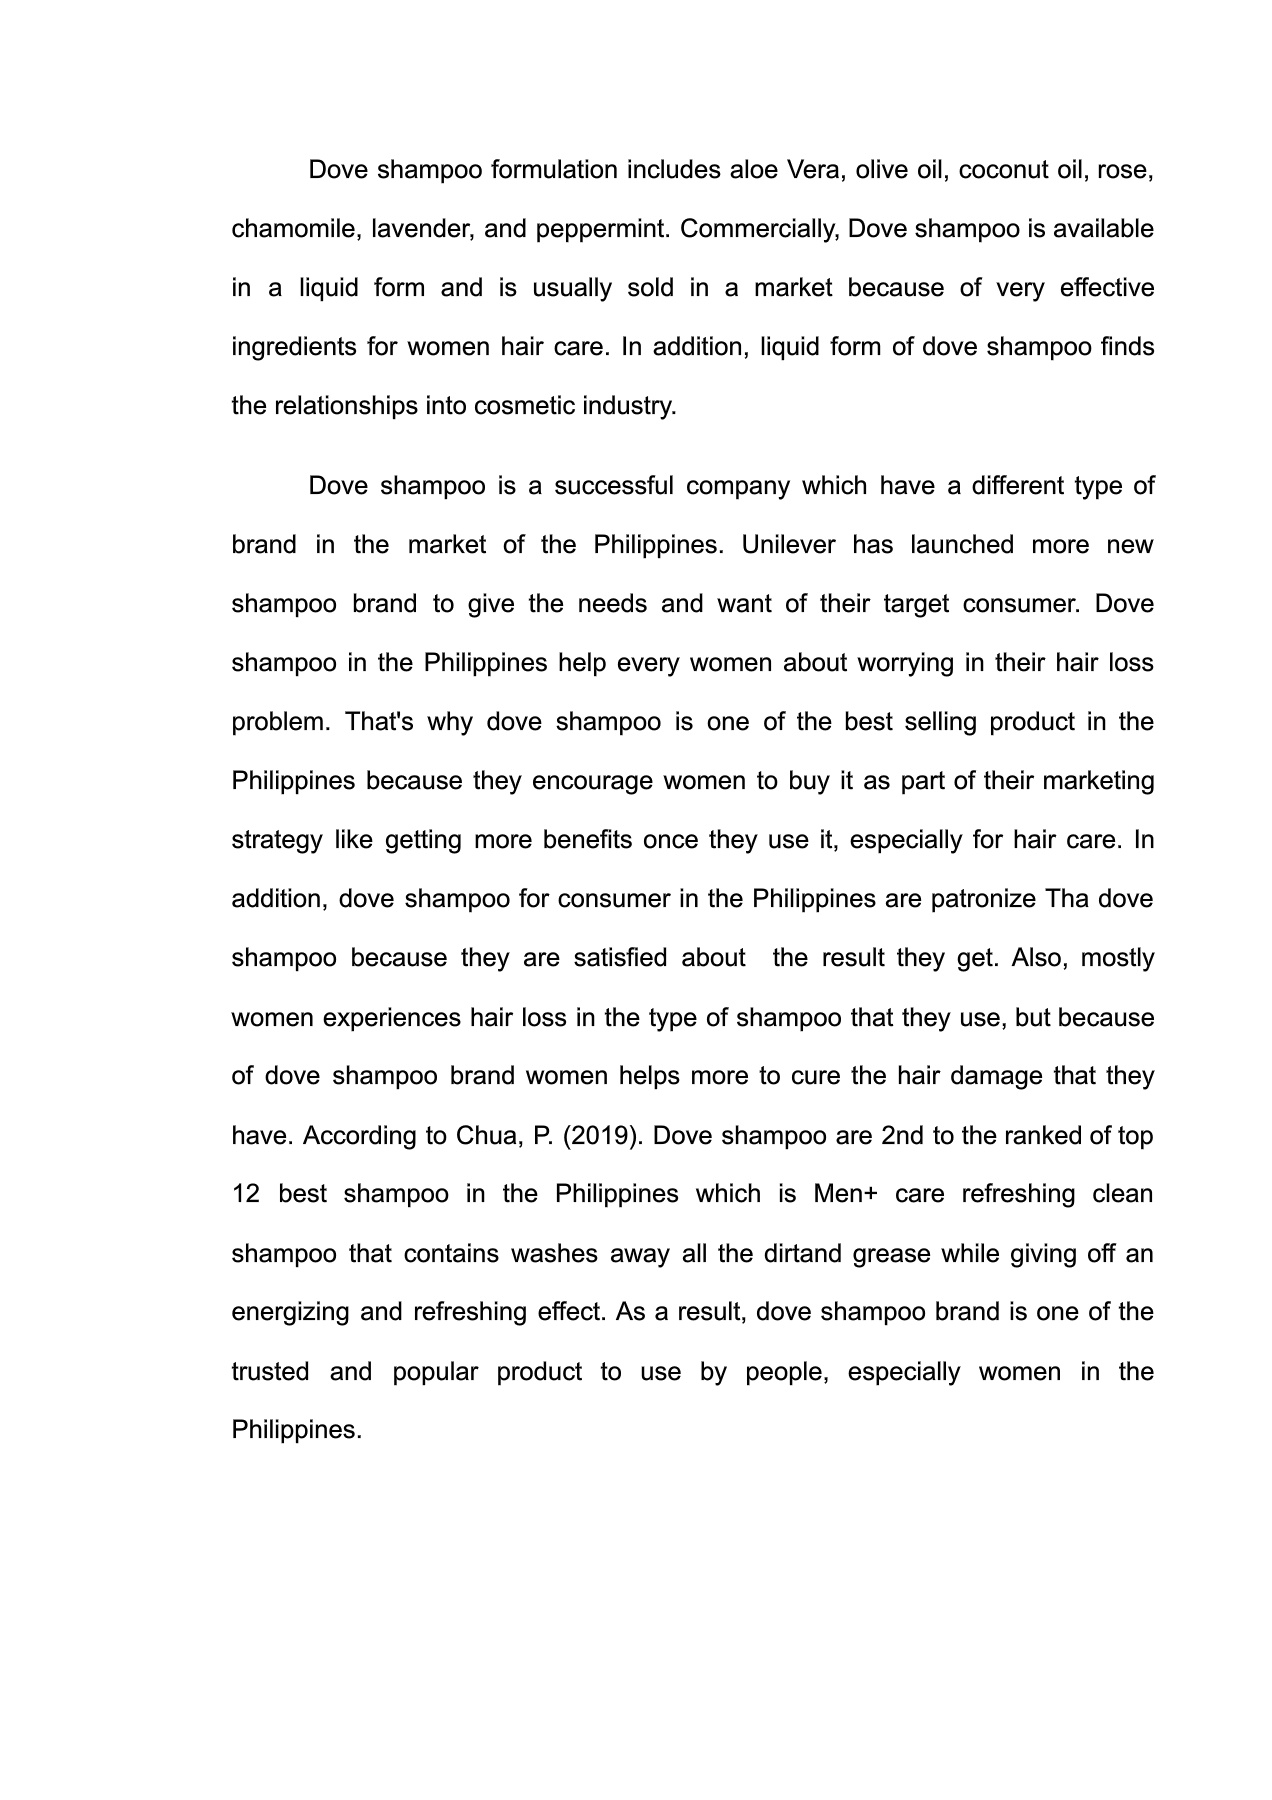 Dove shampoo formulation includes aloe Vera, olive oil, coconut oil, rose,
chamomile, lavender, and peppermint. Commercially, Dove shampoo is available
in a liquid form and is usually sold in a market because of very effective
ingredients for women hair care. In addition, liquid form of dove shampoo finds
the relationships into cosmetic industry.
Dove shampoo is a successful company which have a different type of
brand in the market of the Philippines. Unilever has launched more new
shampoo brand to give the needs and want of their target consumer. Dove
shampoo in the Philippines help every women about worrying in their hair loss
problem. That's why dove shampoo is one of the best selling product in the
Philippines because they encourage women to buy it as part of their marketing
strategy like getting more benefits once they use it, especially for hair care. In
addition, dove shampoo for consumer in the Philippines are patronize Tha dove
shampoo because they are satisfied about  the result they get. Also, mostly
women experiences hair loss in the type of shampoo that they use, but because
of dove shampoo brand women helps more to cure the hair damage that they
have. According to Chua, P. (2019). Dove shampoo are 2nd to the ranked of top
12 best shampoo in the Philippines which is Men+ care refreshing clean
shampoo that contains washes away all the dirtand grease while giving off an
energizing and refreshing effect. As a result, dove shampoo brand is one of the
trusted and popular product to use by people, especially women in the
Philippines.